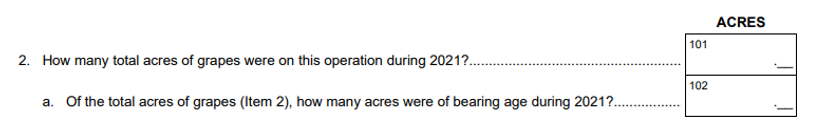 ACRES
101
2. How many total acres of grapes were on this operation during 2021?......................................................... .__
102
a. Of the total acres of grapes (Item 2), how many acres were of bearing age during 2021?................. .__